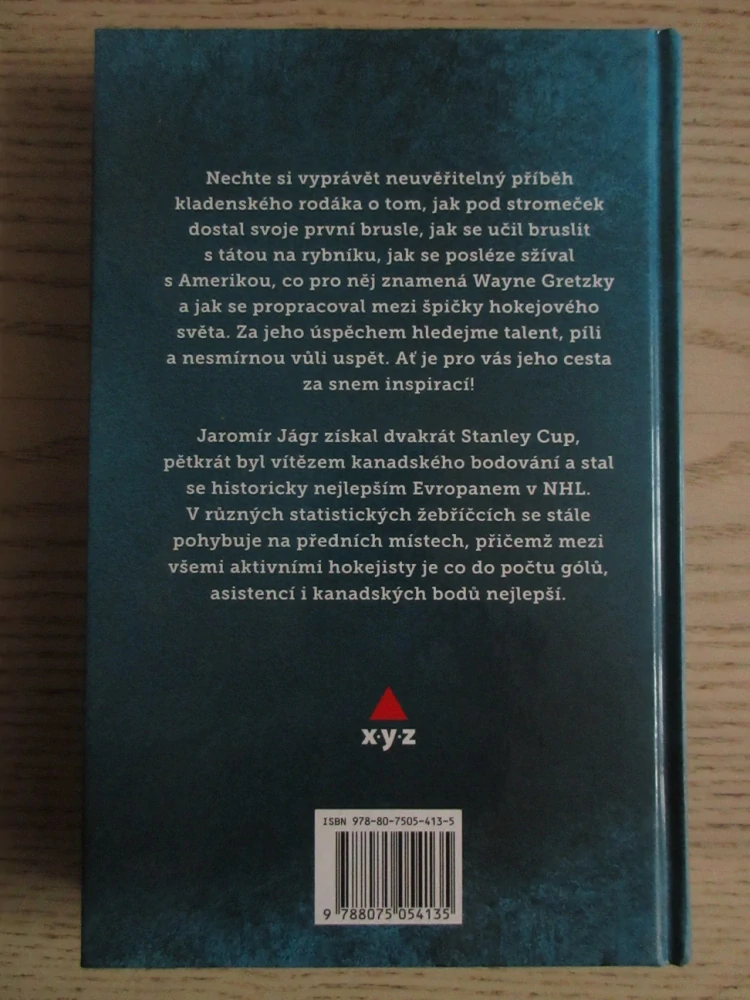 Nechte si vyprávět neuvěřitelný příběh
kladenského rodáka o tom, jak pod stromeček
dostal svoje první brusle, jak se učil bruslit
s tátou na rybníku, jak se posléze sžíval
s Amerikou, co pro něj znamená Wayne Gretzky
a jak se propracoval mezi špičky hokejového
světa. Za jeho úspěchem hledejme talent, píli
a nesmírnou vůli uspět. Ať je pro vás jeho cesta
za snem inspirací!
Jaromír Jágr získal dvakrát Stanley Cup,
pětkrát byl vítězem kanadského bodování a stal
se historicky nejlepším Evropanem v NHL.
V různých statistických žebříčcích se stále
pohybuje na předních místech, přičemž mezi
všemi aktivními hokejisty je co do počtu gólů,
asistencí i kanadských bodů nejlepší.
x·y·z
ISBN 978-80-7505-413-5
9 788075 054135